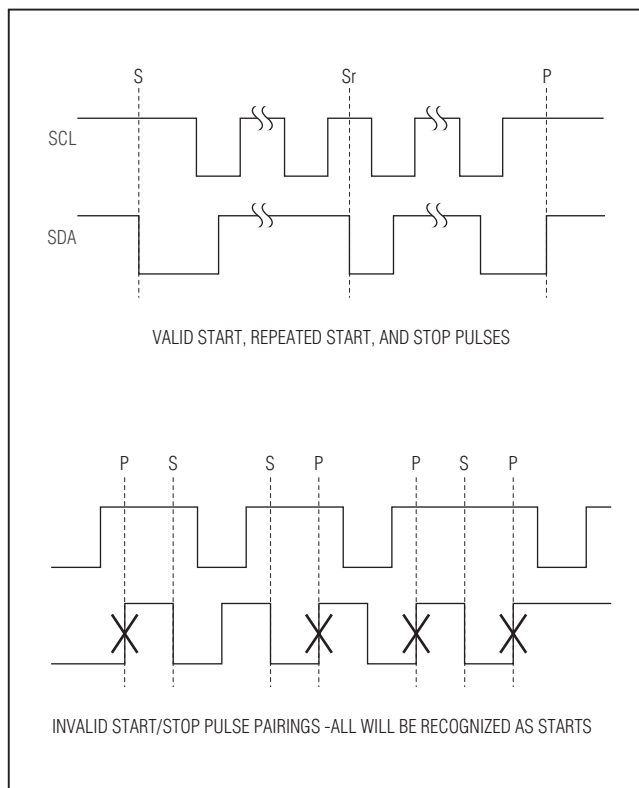 S Sr P
SCL
SDA
VALID START, REPEATED START, AND STOP PULSES
P S S P P S P
INVALID START/STOP PULSE PAIRINGS -ALL WILL BE RECOGNIZED AS STARTS